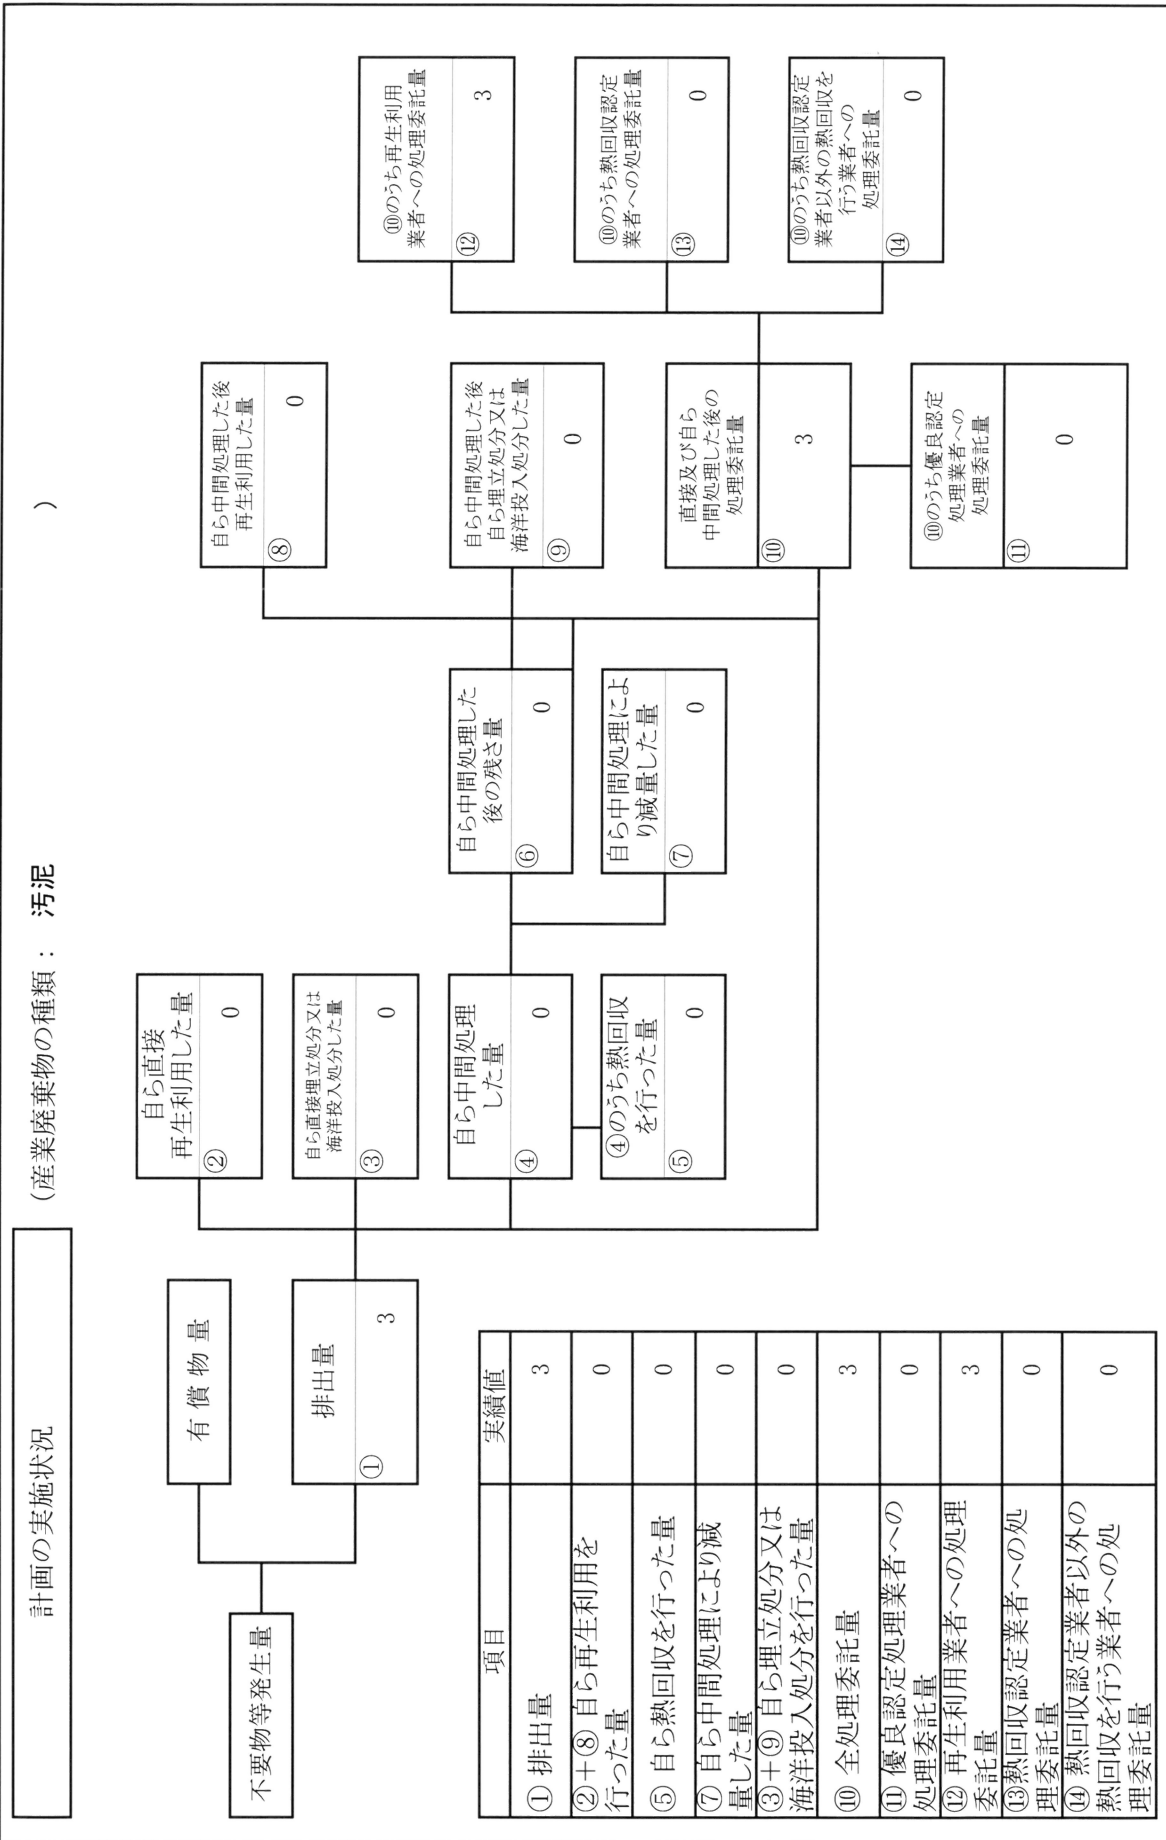 計画の実施状況
(産業廃棄物の種類： 汚泥 )
不要物等発生量
有償物量
排出量
① 3
自ら直接
再生利用した量
② 0
自ら直接埋立処分又は
海洋投入処分した量
③ 0
自ら中間処理
した量
④ 0
④のうち熱回収
を行った量
⑤ 0
自ら中間処理した
後の残さ量
⑥ 0
自ら中間処理によ
り減量した量
⑦ 0
自ら中間処理した後
再生利用した量
⑧ 0
自ら中間処理した後
自ら埋立処分又は
海洋投入処分した量
⑨ 0
直接及び自ら
中間処理した後の
処理委託量
⑩ 3
⑩のうち優良認定
処理業者への
処理委託量
⑪ 0
⑩のうち再生利用
業者への処理委託量
⑫ 3
⑩のうち熱回収認定
業者への処理委託量
⑬ 0
⑩のうち熱回収認定
業者以外の熱回収を
行う業者への
処理委託量
⑭ 0
項目 実績値
① 排出量 3
②＋⑧ 自ら再生利用を
行った量 0
⑤ 自ら熱回収を行った量 0
⑦ 自ら中間処理により減
量した量 0
③＋⑨ 自ら埋立処分又は
海洋投入処分を行った量 0
⑩ 全処理委託量 3
⑪ 優良認定処理業者への
処理委託量 0
⑫ 再生利用業者への処理
委託量 3
⑬熱回収認定業者への処
理委託量 0
⑭ 熱回収認定業者以外の
熱回収を行う業者への処
理委託量 0